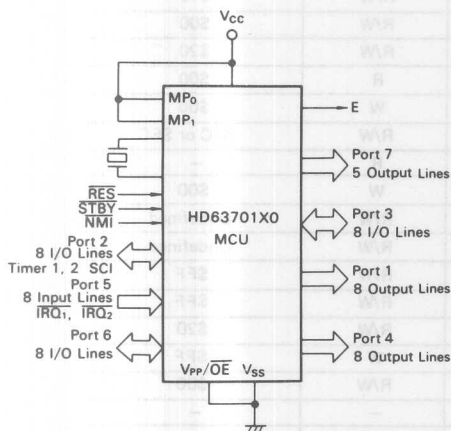 VCC
MP0
MP1
E
Port 7
5 Output Lines
RES
STBY
NMI
HD63701X0
MCU
Port 3
8 I/O Lines
Port 2
8 I/O Lines
Timer 1, 2 SCI
Port 1
8 Output Lines
Port 5
8 Input Lines
IRQ1, IRQ2
Port 6
8 I/O Lines
Port 4
8 Output Lines
VPP/OE
VSS